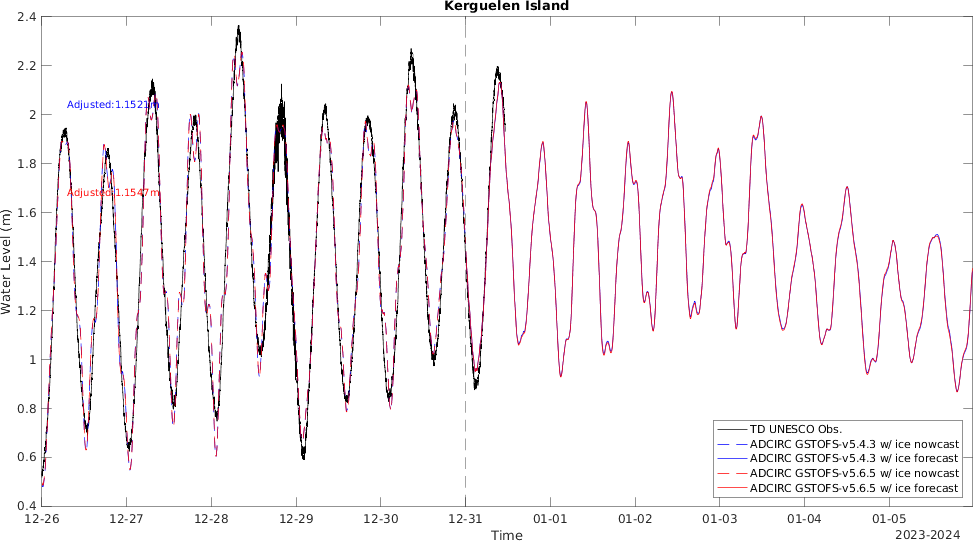 Kerguelen Island
2.4
2.2
2
1.8
1.6
1.4
1.2
1
0.8
0.6
0.4
Water Level (m)
Adjusted:1.1521m
Adjusted:1.1547m
TD UNESCO Obs.
ADCIRC GSTOFS-v5.4.3 w/ ice nowcast
ADCIRC GSTOFS-v5.4.3 w/ ice forecast
ADCIRC GSTOFS-v5.6.5 w/ ice nowcast
ADCIRC GSTOFS-v5.6.5 w/ ice forecast
12-26 12-27 12-28 12-29 12-30 12-31 01-01 01-02 01-03 01-04 01-05
Time
2023-2024